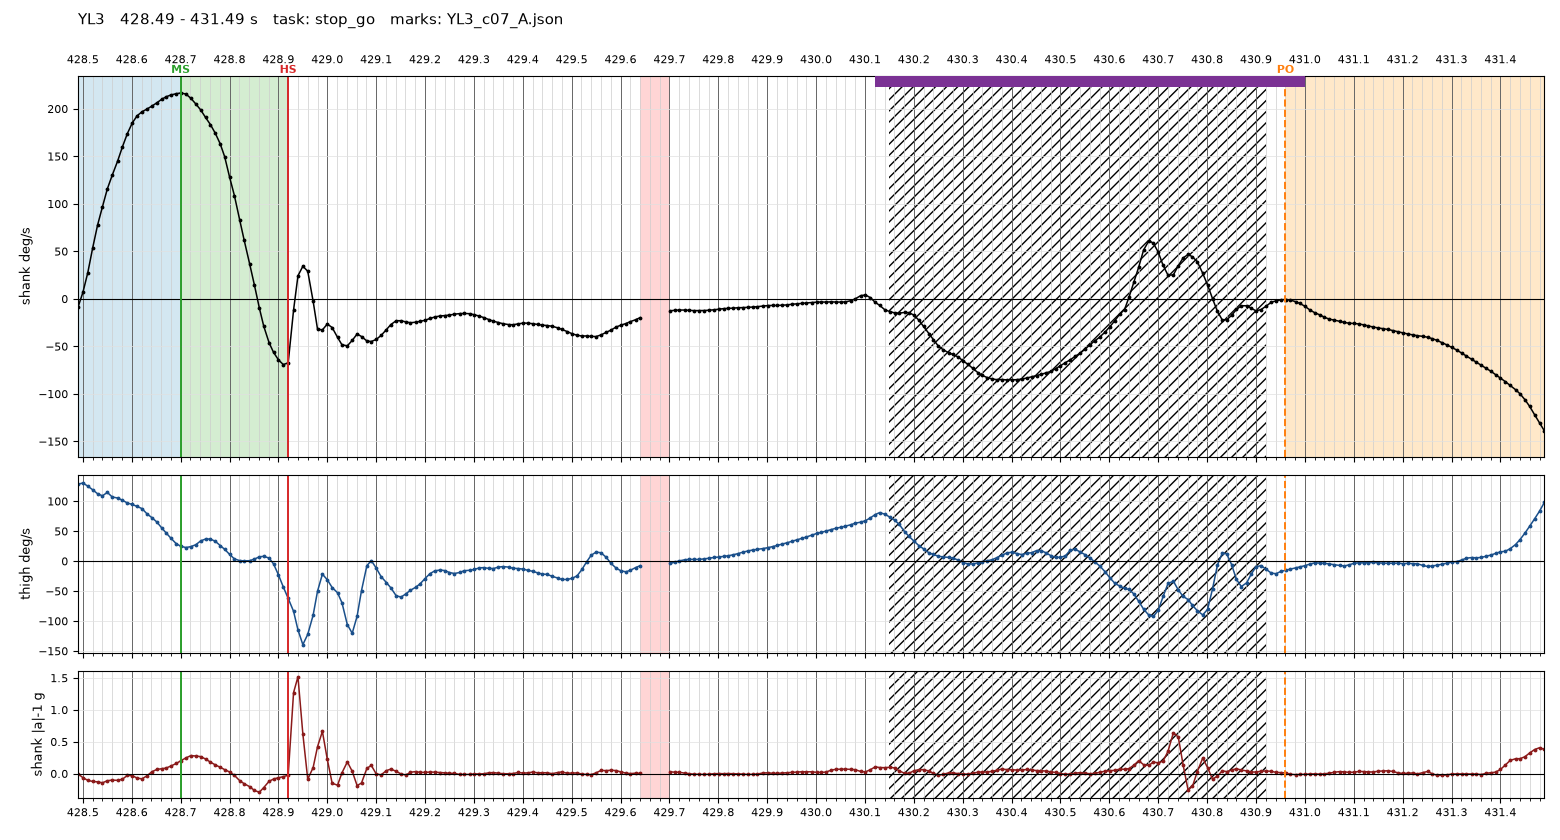 YL3   428.49 - 431.49 s   task: stop_go   marks: YL3_c07_A.json
428.5 428.6 428.7 428.8 428.9 429.0 429.1 429.2 429.3 429.4 429.5 429.6 429.7 429.8 429.9 430.0 430.1 430.2 430.3 430.4 430.5 430.6 430.7 430.8 430.9 431.0 431.1 431.2 431.3 431.4
MS HS PO
shank deg/s
200
150
100
50
0
−50
−100
−150
thigh deg/s
100
50
0
−50
−100
−150
shank |a|-1 g
1.5
1.0
0.5
0.0
428.5 428.6 428.7 428.8 428.9 429.0 429.1 429.2 429.3 429.4 429.5 429.6 429.7 429.8 429.9 430.0 430.1 430.2 430.3 430.4 430.5 430.6 430.7 430.8 430.9 431.0 431.1 431.2 431.3 431.4